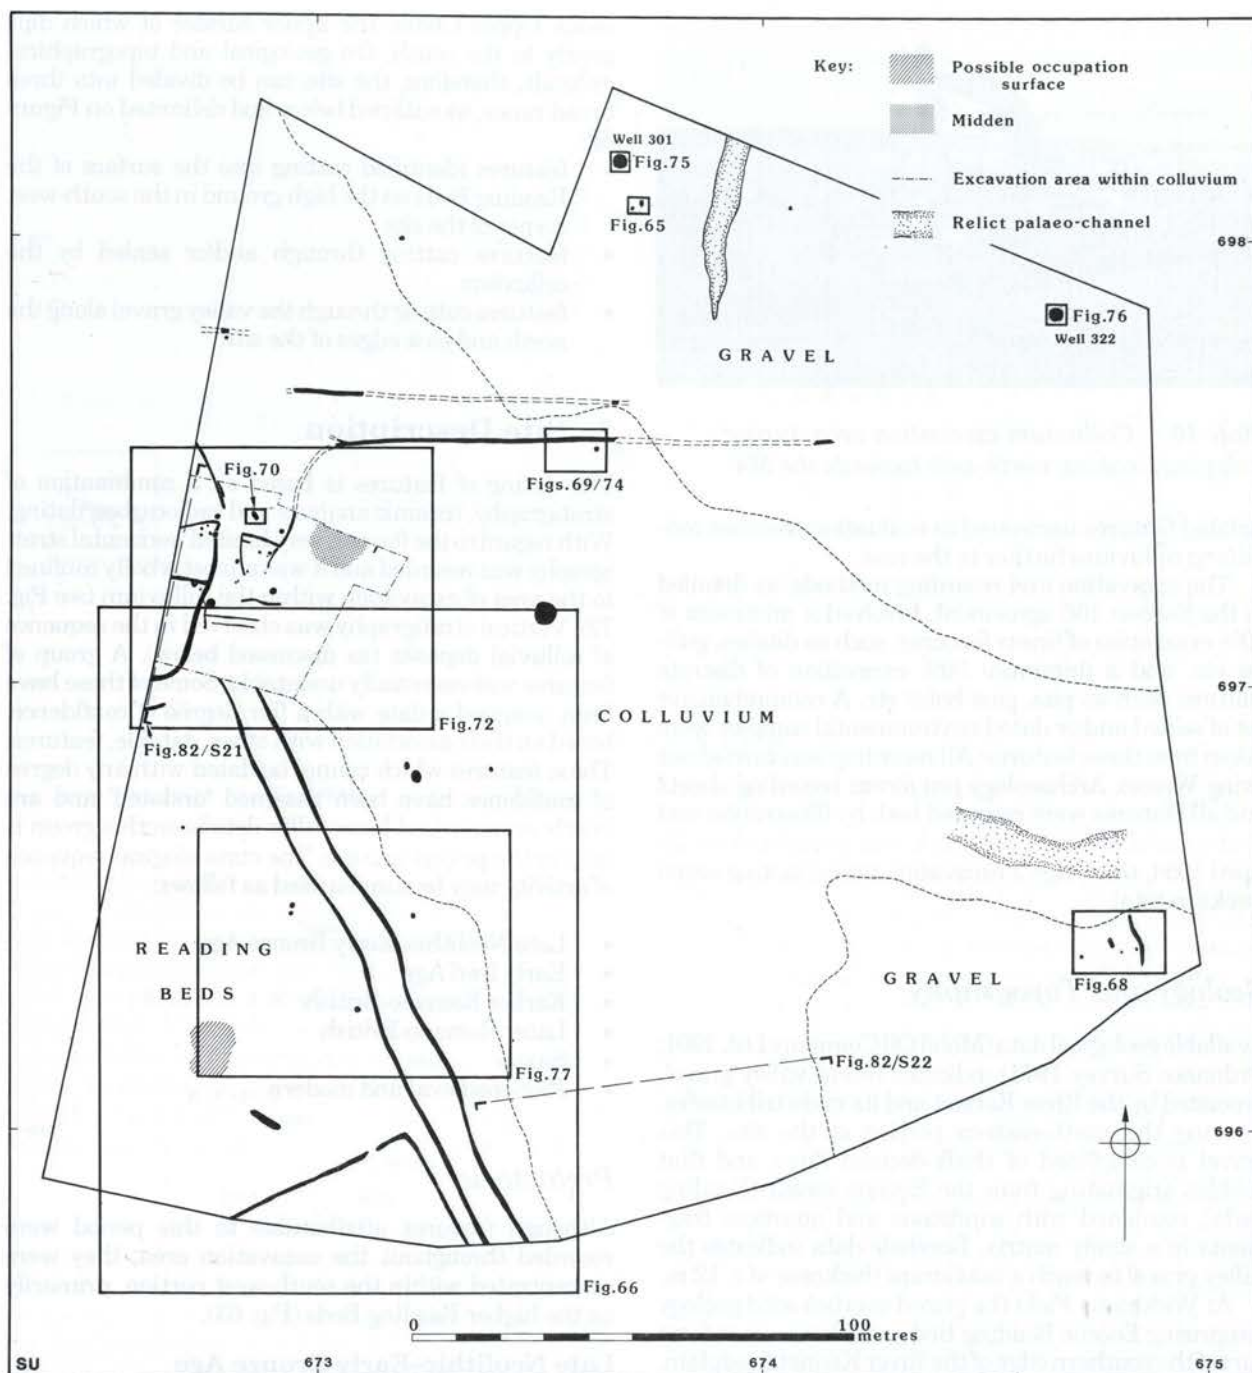 Key:
Possible occupation
surface
Midden
Excavation area within colluvium
Relict palaeo-channel
Well 301
Fig.75
Fig.65
698
Fig.76
Well 322
GRAVEL
Fig.70
Figs.69/74
697
Fig.72
COLLUVIUM
Fig.82/S21
READING
BEDS
GRAVEL
Fig.68
Fig.82/S22
Fig.77
696
Fig.66
0
100
metres
SU
673
674
675